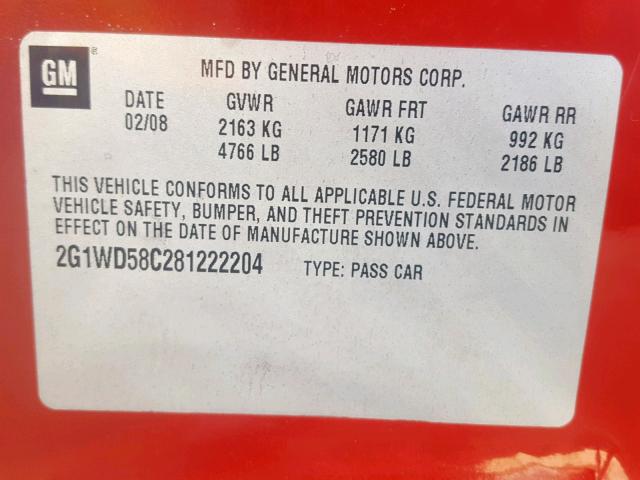 GM ®
MFD BY GENERAL MOTORS CORP.
DATE GVWR GAWR FRT GAWR RR
02/08 2163 KG 1171 KG 992 KG
4766 LB 2580 LB 2186 LB
THIS VEHICLE CONFORMS TO ALL APPLICABLE U.S. FEDERAL MOTOR
VEHICLE SAFETY, BUMPER, AND THEFT PREVENTION STANDARDS IN
EFFECT ON THE DATE OF MANUFACTURE SHOWN ABOVE.
2G1WD58C281222204 TYPE: PASS CAR